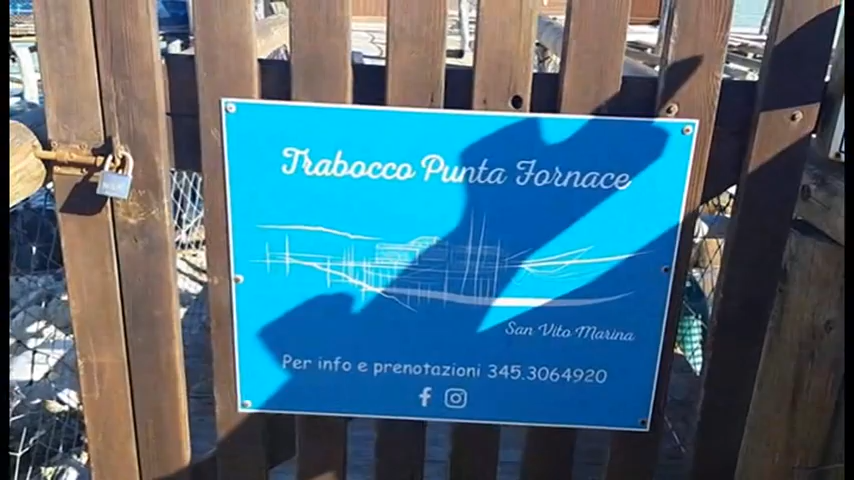 Trabocco Punta Fornace
San Vito Marina
Per info e prenotazioni 345.3064920